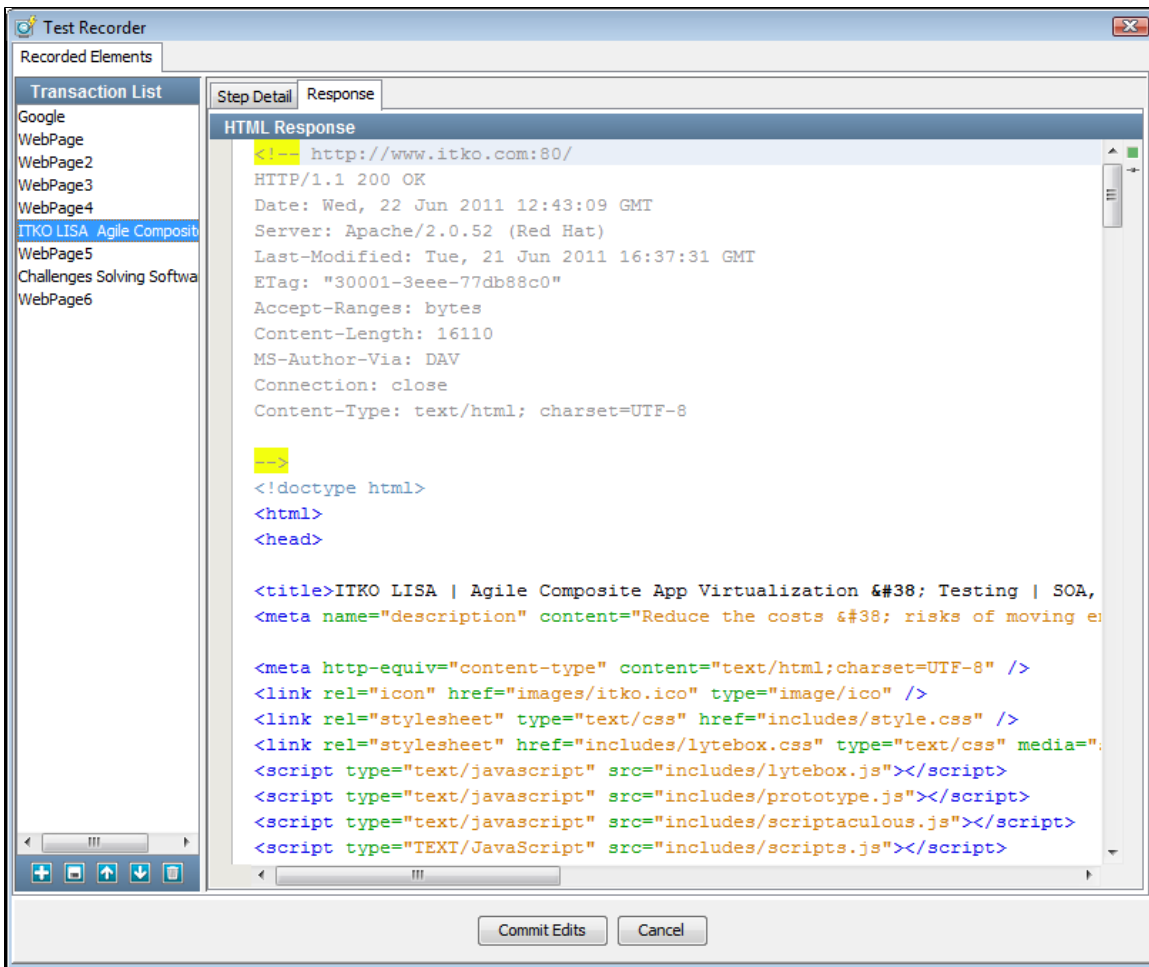 Test Recorder
Recorded Elements
Transaction List
Google
WebPage
WebPage2
WebPage3
WebPage4
ITKO LISA Agile Composit
WebPage5
Challenges Solving Softwa
WebPage6
Step Detail
Response
HTML Response
<!-- http://www.itko.com:80/
HTTP/1.1 200 OK
Date: Wed, 22 Jun 2011 12:43:09 GMT
Server: Apache/2.0.52 (Red Hat)
Last-Modified: Tue, 21 Jun 2011 16:37:31 GMT
ETag: "30001-3eee-77db88c0"
Accept-Ranges: bytes
Content-Length: 16110
MS-Author-Via: DAV
Connection: close
Content-Type: text/html; charset=UTF-8
-->
<!doctype html>
<html>
<head>
<title>ITKO LISA | Agile Composite App Virtualization &#38; Testing | SOA,
<meta name="description" content="Reduce the costs &#38; risks of moving e
<meta http-equiv="content-type" content="text/html;charset=UTF-8" />
<link rel="icon" href="images/itko.ico" type="image/ico" />
<link rel="stylesheet" type="text/css" href="includes/style.css" />
<link rel="stylesheet" href="includes/lytebox.css" type="text/css" media="
<script type="text/javascript" src="includes/lytebox.js"></script>
<script type="text/javascript" src="includes/prototype.js"></script>
<script type="text/javascript" src="includes/scriptaculous.js"></script>
<script type="TEXT/JavaScript" src="includes/scripts.js"></script>
Commit Edits
Cancel